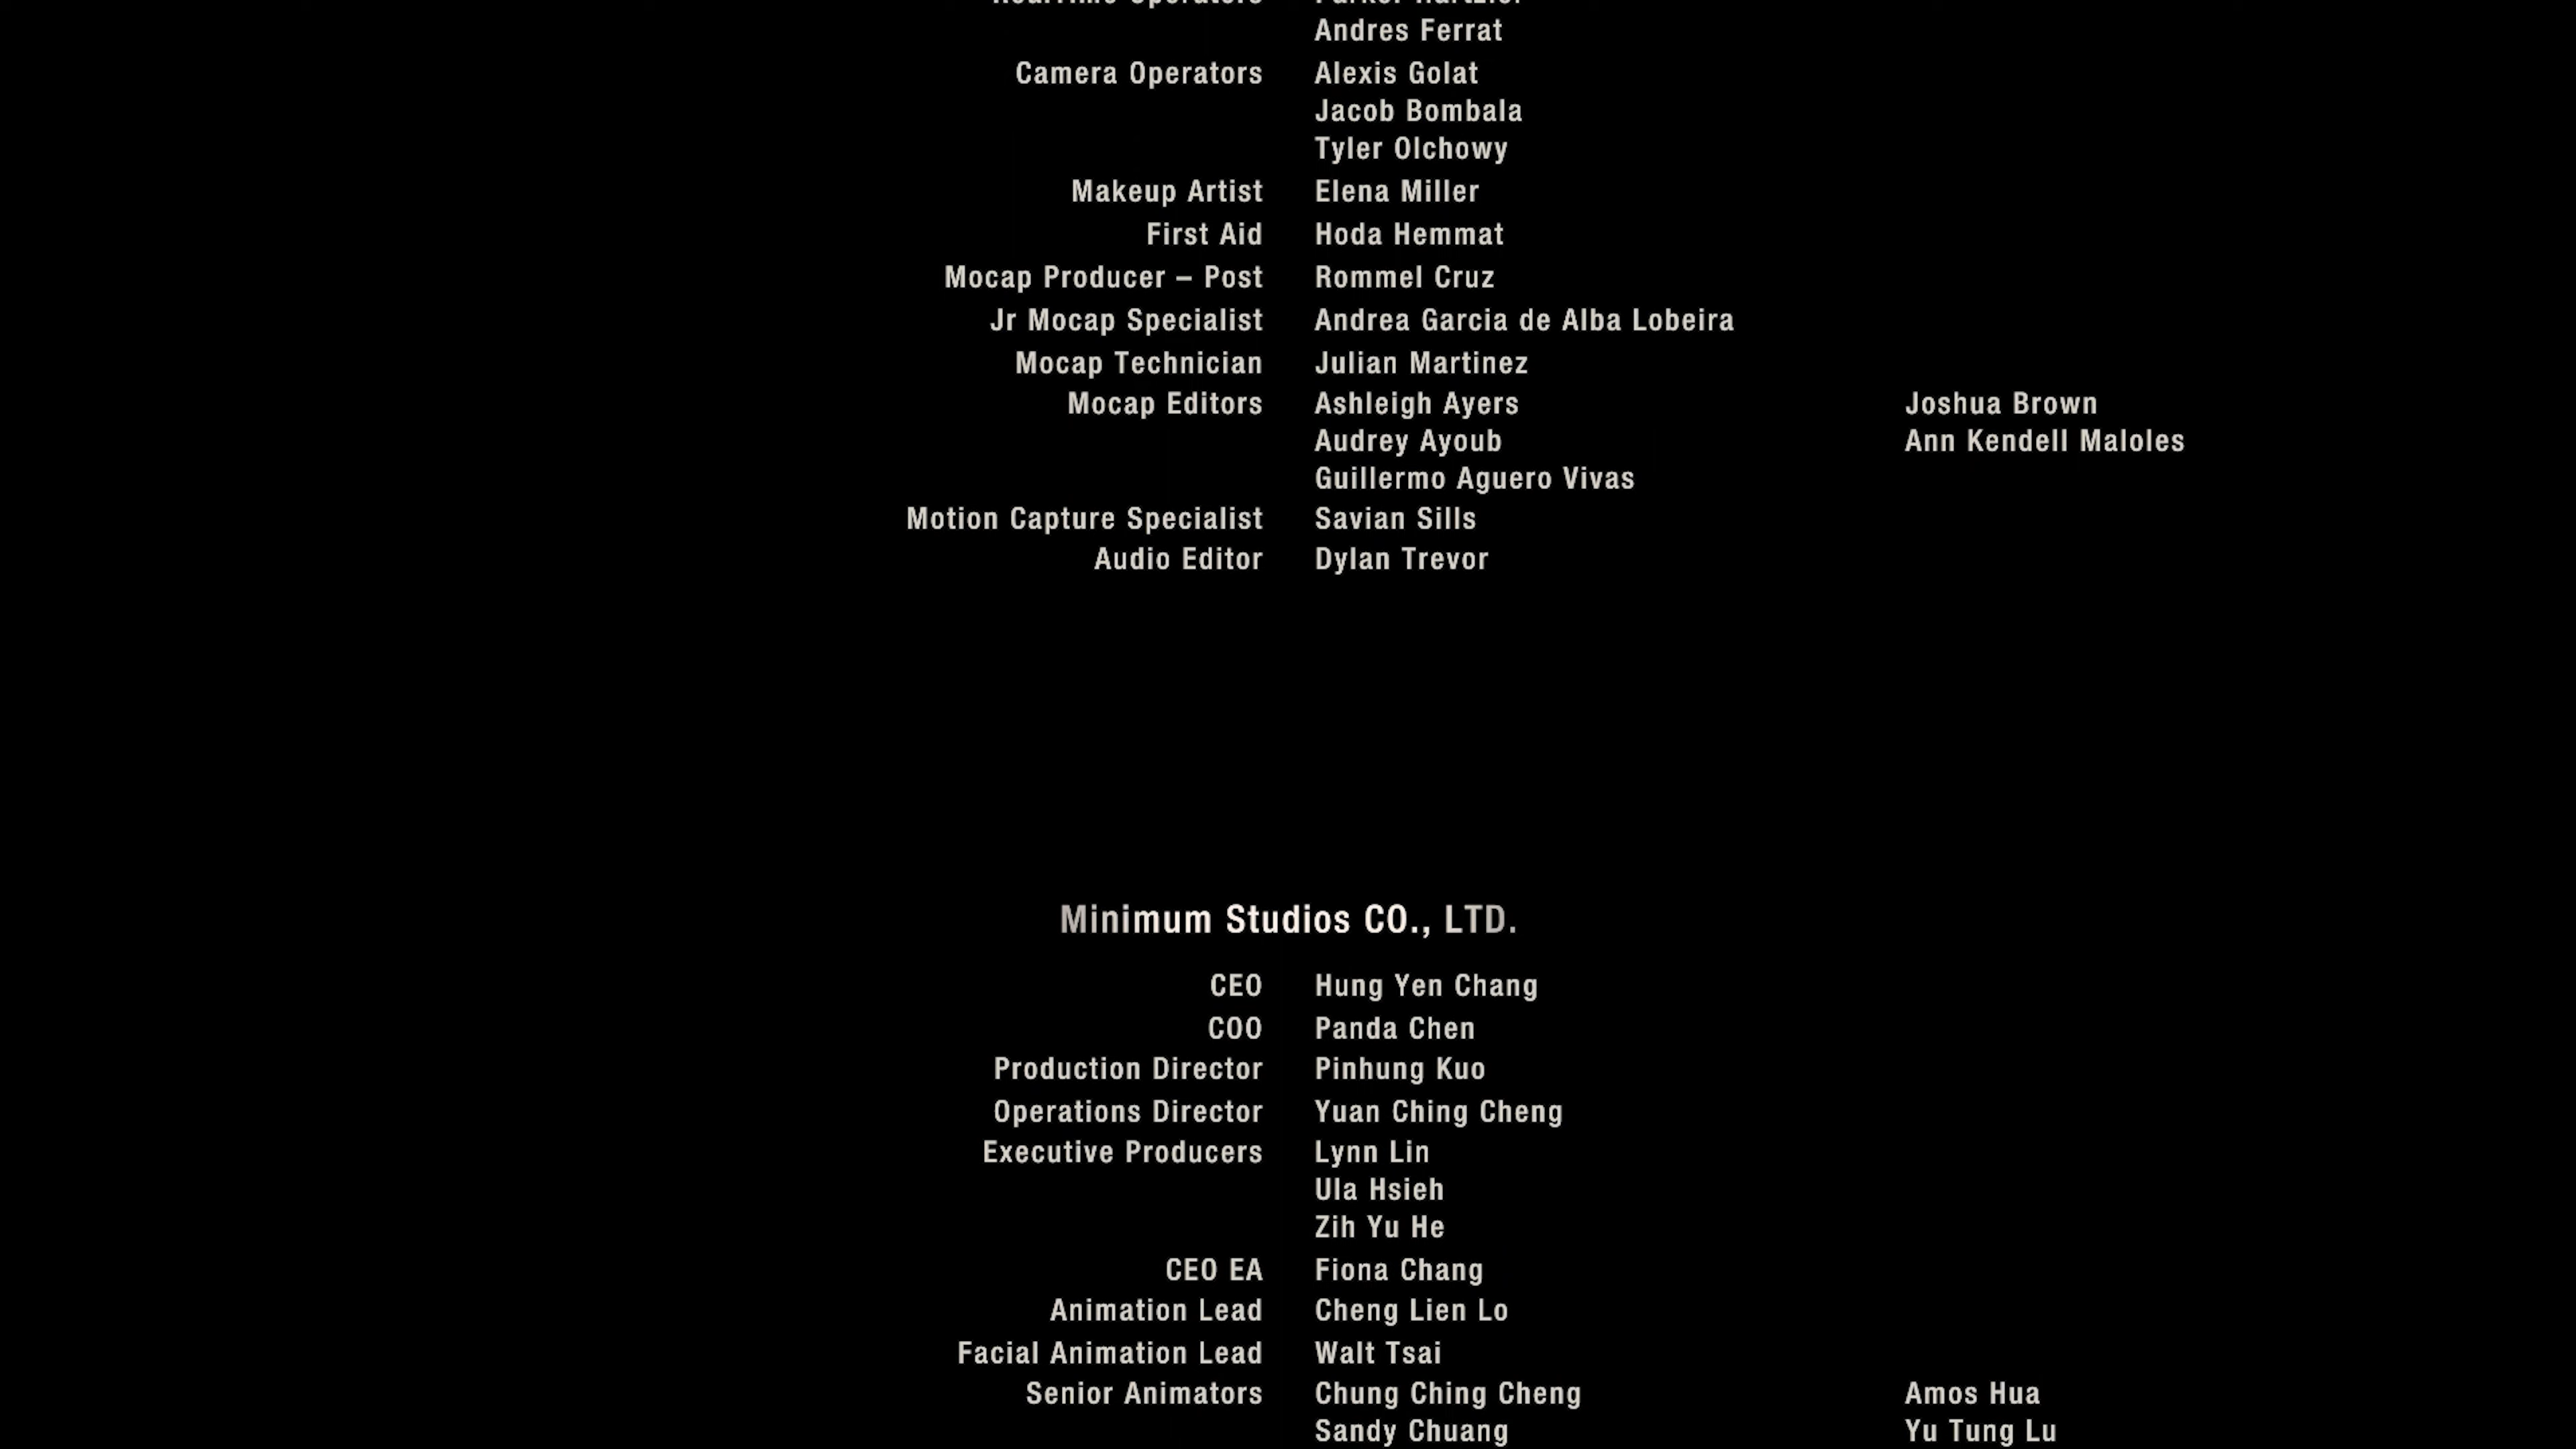 Andres Ferrat
Camera Operators Alexis Golat
Jacob Bombala
Tyler Olchowy
Makeup Artist Elena Miller
First Aid Hoda Hemmat
Mocap Producer – Post Rommel Cruz
Jr Mocap Specialist Andrea Garcia de Alba Lobeira
Mocap Technician Julian Martinez
Mocap Editors Ashleigh Ayers Joshua Brown
Audrey Ayoub Ann Kendell Maloles
Guillermo Aguero Vivas
Motion Capture Specialist Savian Sills
Audio Editor Dylan Trevor
Minimum Studios CO., LTD.
CEO Hung Yen Chang
COO Panda Chen
Production Director Pinhung Kuo
Operations Director Yuan Ching Cheng
Executive Producers Lynn Lin
Ula Hsieh
Zih Yu He
CEO EA Fiona Chang
Animation Lead Cheng Lien Lo
Facial Animation Lead Walt Tsai
Senior Animators Chung Ching Cheng Amos Hua
Sandy Chuang Yu Tung Lu